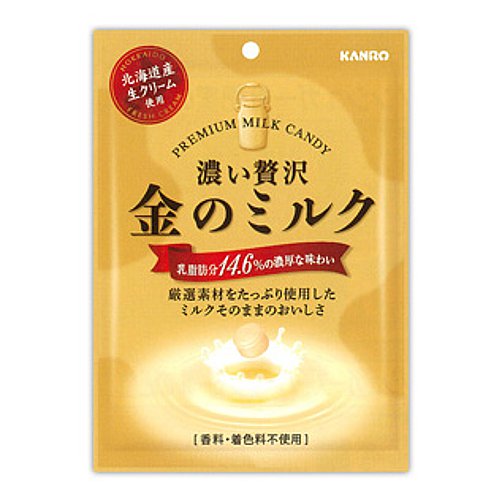 KANRO
HOKKAIDO
北海道産
生クリーム
使用
FRESH CREAM
PREMIUM MILK CANDY
濃い贅沢
金のミルク
乳脂肪分14.6%の濃厚な味わい
厳選素材をたっぷり使用した
ミルクそのままのおいしさ
[香料・着色料不使用]